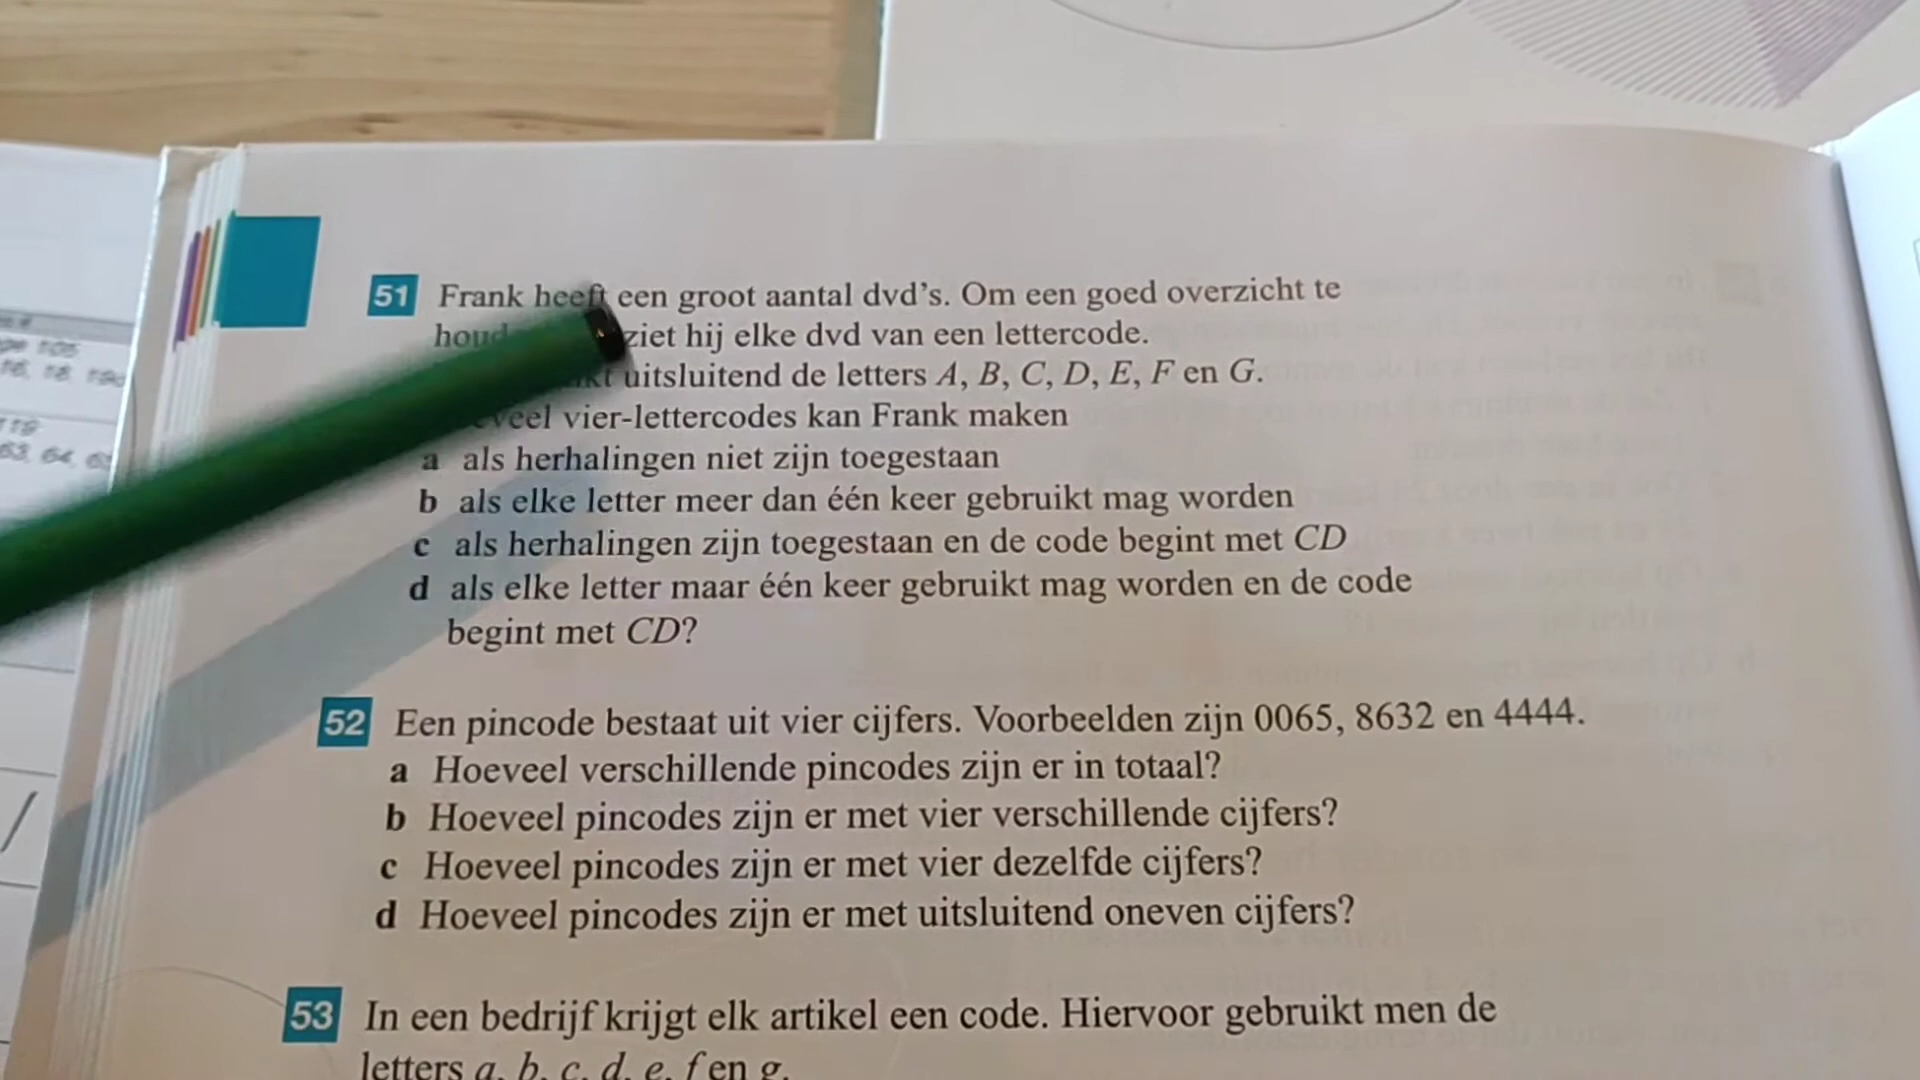 51 Frank heeft een groot aantal dvd's. Om een goed overzicht te
ziet hij elke dvd van een lettercode.
uitsluitend de letters A, B, C, D, E, F en G.
vier-lettercodes kan Frank maken
a als herhalingen niet zijn toegestaan
b als elke letter meer dan één keer gebruikt mag worden
c als herhalingen zijn toegestaan en de code begint met CD
d als elke letter maar één keer gebruikt mag worden en de code
begint met CD?
52 Een pincode bestaat uit vier cijfers. Voorbeelden zijn 0065, 8632 en 4444.
a Hoeveel verschillende pincodes zijn er in totaal?
b Hoeveel pincodes zijn er met vier verschillende cijfers?
c Hoeveel pincodes zijn er met vier dezelfde cijfers?
d Hoeveel pincodes zijn er met uitsluitend oneven cijfers?
53 In een bedrijf krijgt elk artikel een code. Hiervoor gebruikt men de
letters a, b, c, d, e, f en g.